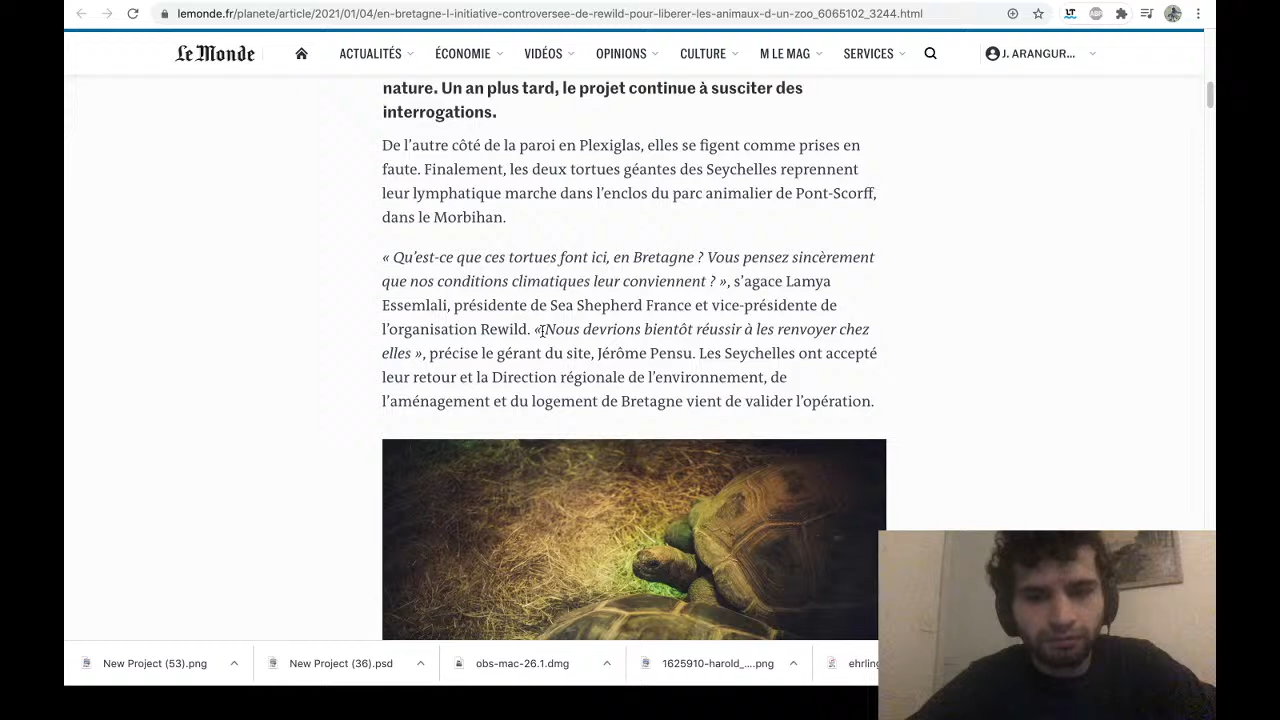 lemonde.fr/planete/article/2021/01/04/en-bretagne-l-initiative-controversee-de-rewild-pour-liberer-les-animaux-d-un-zoo_6065102_3244.html
Le Monde
ACTUALITÉS
ÉCONOMIE
VIDÉOS
OPINIONS
CULTURE
M LE MAG
SERVICES
J. ARANGUR...
nature. Un an plus tard, le projet continue à susciter des
interrogations.
De l’autre côté de la paroi en Plexiglas, elles se figent comme prises en
faute. Finalement, les deux tortues géantes des Seychelles reprennent
leur lymphatique marche dans l’enclos du parc animalier de Pont-Scorff,
dans le Morbihan.
« Qu’est-ce que ces tortues font ici, en Bretagne ? Vous pensez sincèrement
que nos conditions climatiques leur conviennent ? », s’agace Lamya
Essemlali, présidente de Sea Shepherd France et vice-présidente de
l’organisation Rewild. « Nous devrions bientôt réussir à les renvoyer chez
elles », précise le gérant du site, Jérôme Pensu. Les Seychelles ont accepté
leur retour et la Direction régionale de l’environnement, de
l’aménagement et du logement de Bretagne vient de valider l’opération.
New Project (53).png
New Project (36).psd
obs-mac-26.1.dmg
1625910-harold_....png
ehrling